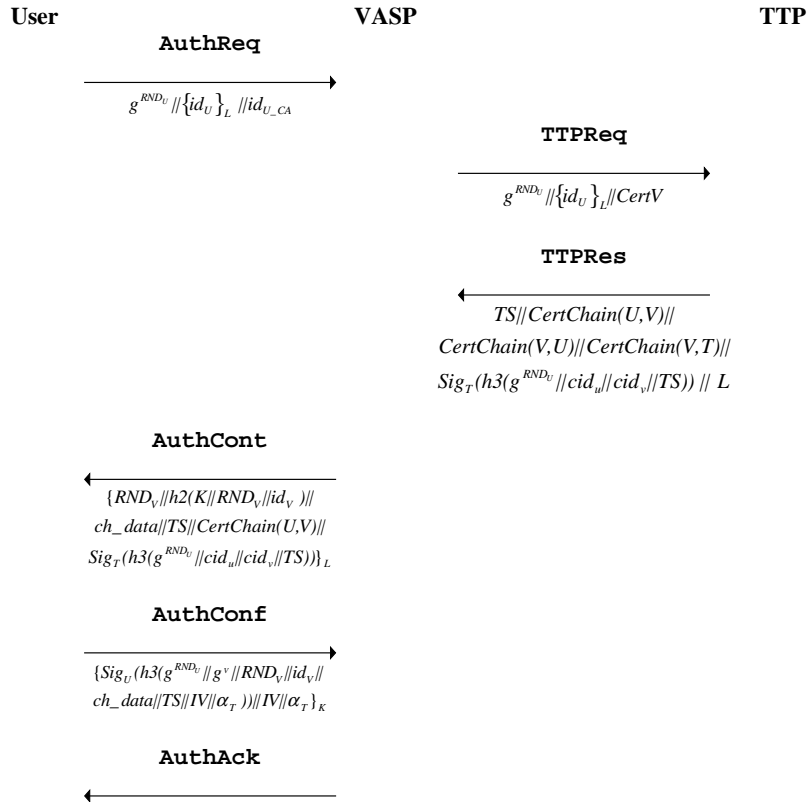 User VASP TTP
AuthReq
g^{RND_U}||{id_U}_L ||id_{U_CA}
TTPReq
g^{RND_U}||{id_U}_L||CertV
TTPRes
TS||CertChain(U,V)||
CertChain(V,U)||CertChain(V,T)||
Sig_T(h3(g^{RND_U}||cid_u||cid_v||TS)) || L
AuthCont
{RND_V||h2(K||RND_V||id_V )||
ch_data||TS||CertChain(U,V)||
Sig_T(h3(g^{RND_U}||cid_u||cid_v||TS))}_L
AuthConf
{Sig_U(h3(g^{RND_U}||g^v||RND_V||id_V||
ch_data||TS||IV||α_T ))||IV||α_T}_K
AuthAck